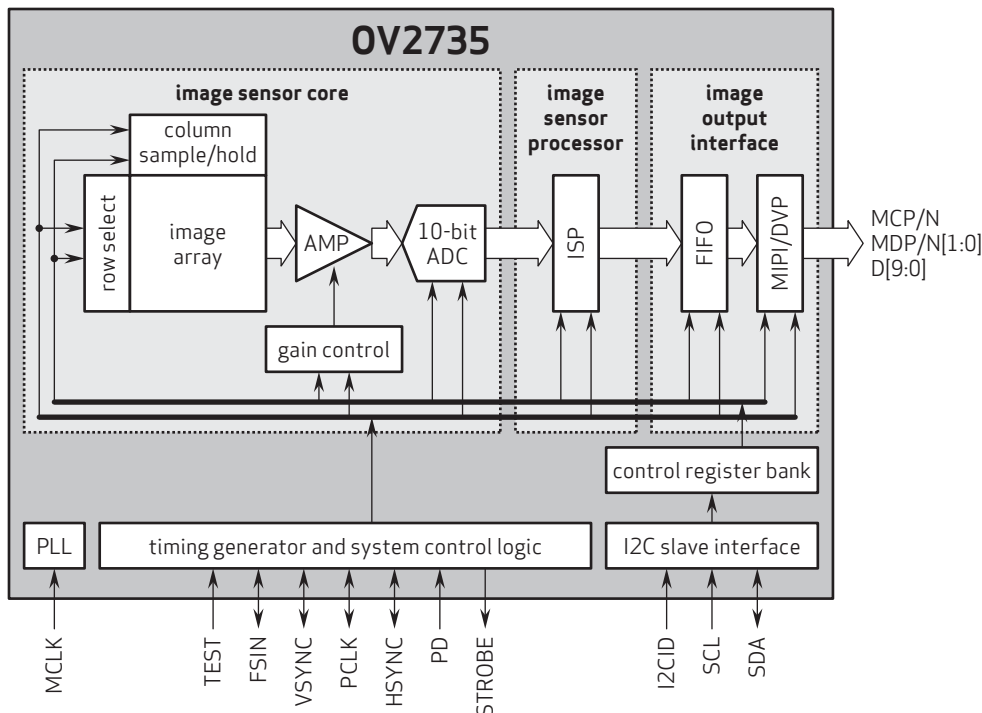 OV2735
image sensor core
image
sensor
processor
image
output
interface
column
sample/hold
row select
image
array
AMP
10-bit
ADC
gain control
ISP
FIFO
MIPI/DVP
MCP/N
MDP/N[1:0]
D[9:0]
control register bank
PLL
timing generator and system control logic
I2C slave interface
MCLK
TEST
FSIN
VSYNC
PCLK
HSYNC
PD
STROBE
I2CID
SCL
SDA